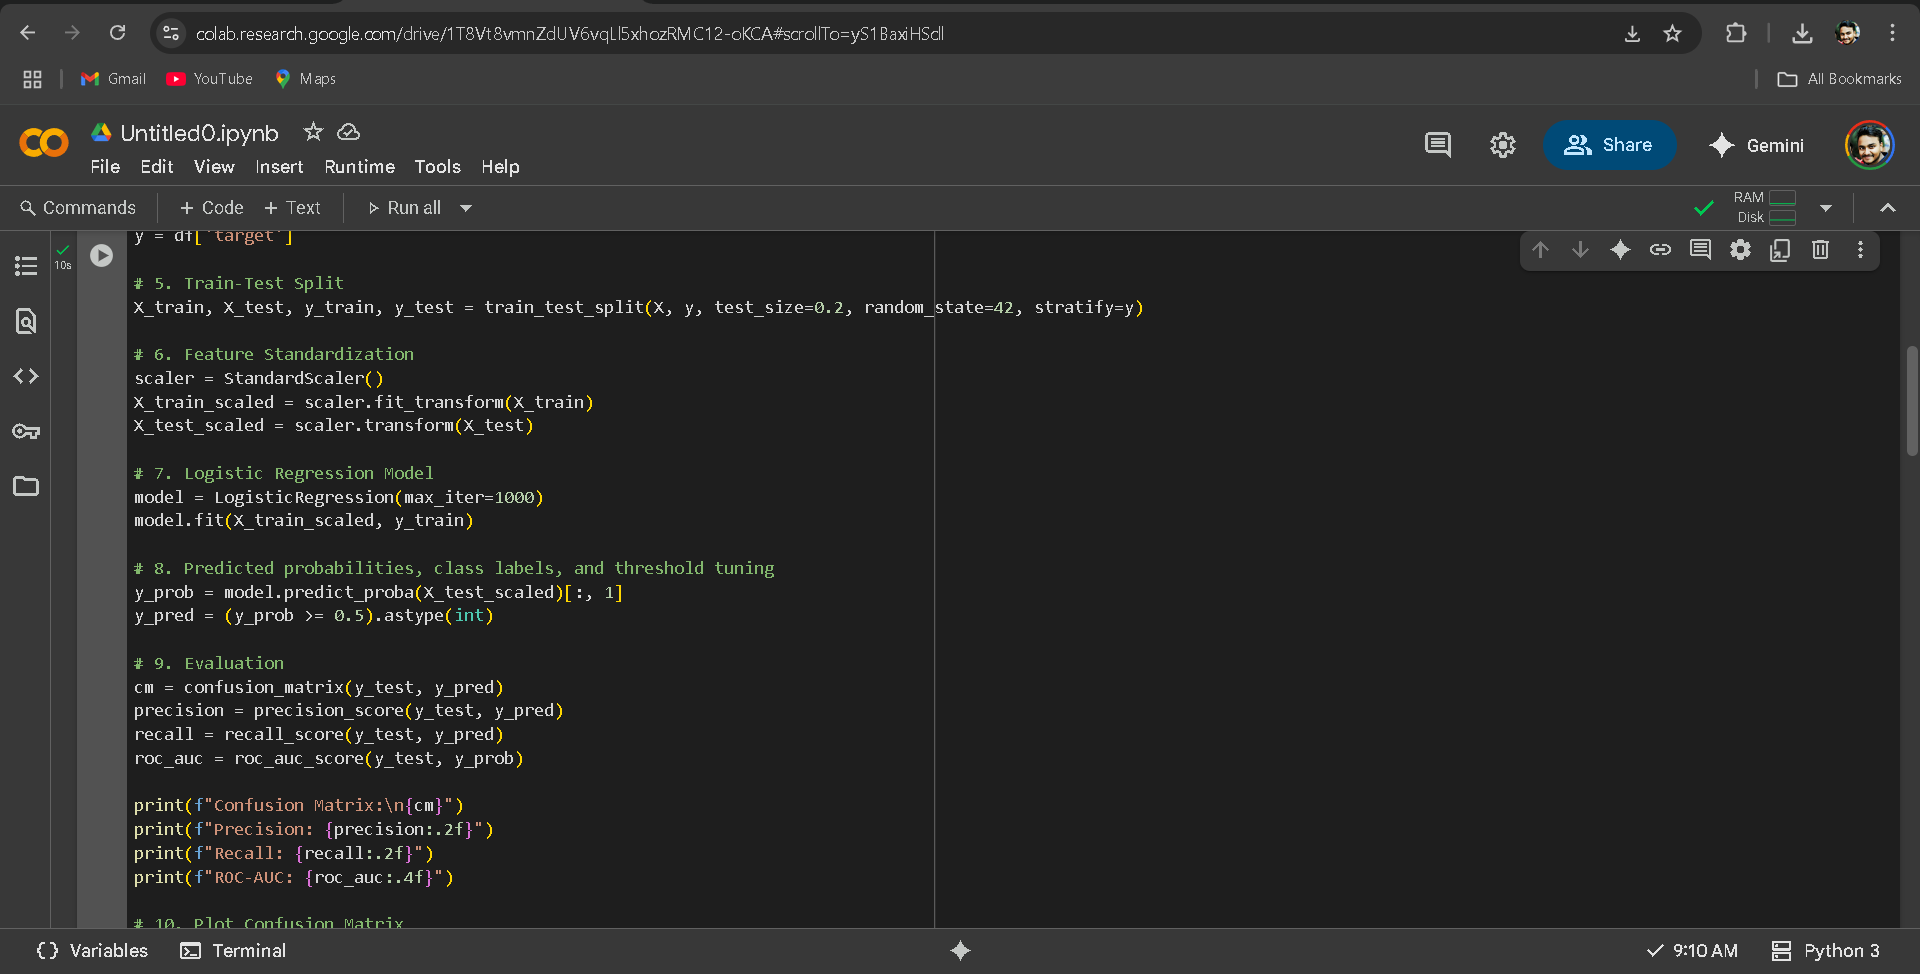 colab.research.google.com/drive/1T8Vt8vmnZdUV6vqLl5xhozRMC12-oKCA#scrollTo=yS1BaxiHScll
Gmail YouTube Maps All Bookmarks
Untitled0.ipynb
File Edit View Insert Runtime Tools Help
Share Gemini
Commands + Code + Text Run all
RAM
Disk
10s
y = df['target']
# 5. Train-Test Split
X_train, X_test, y_train, y_test = train_test_split(X, y, test_size=0.2, random_state=42, stratify=y)
# 6. Feature Standardization
scaler = StandardScaler()
X_train_scaled = scaler.fit_transform(X_train)
X_test_scaled = scaler.transform(X_test)
# 7. Logistic Regression Model
model = LogisticRegression(max_iter=1000)
model.fit(X_train_scaled, y_train)
# 8. Predicted probabilities, class labels, and threshold tuning
y_prob = model.predict_proba(X_test_scaled)[:, 1]
y_pred = (y_prob >= 0.5).astype(int)
# 9. Evaluation
cm = confusion_matrix(y_test, y_pred)
precision = precision_score(y_test, y_pred)
recall = recall_score(y_test, y_pred)
roc_auc = roc_auc_score(y_test, y_prob)
print(f"Confusion Matrix:\n{cm}")
print(f"Precision: {precision:.2f}")
print(f"Recall: {recall:.2f}")
print(f"ROC-AUC: {roc_auc:.4f}")
# 10. Plot Confusion Matrix
Variables Terminal 9:10 AM Python 3